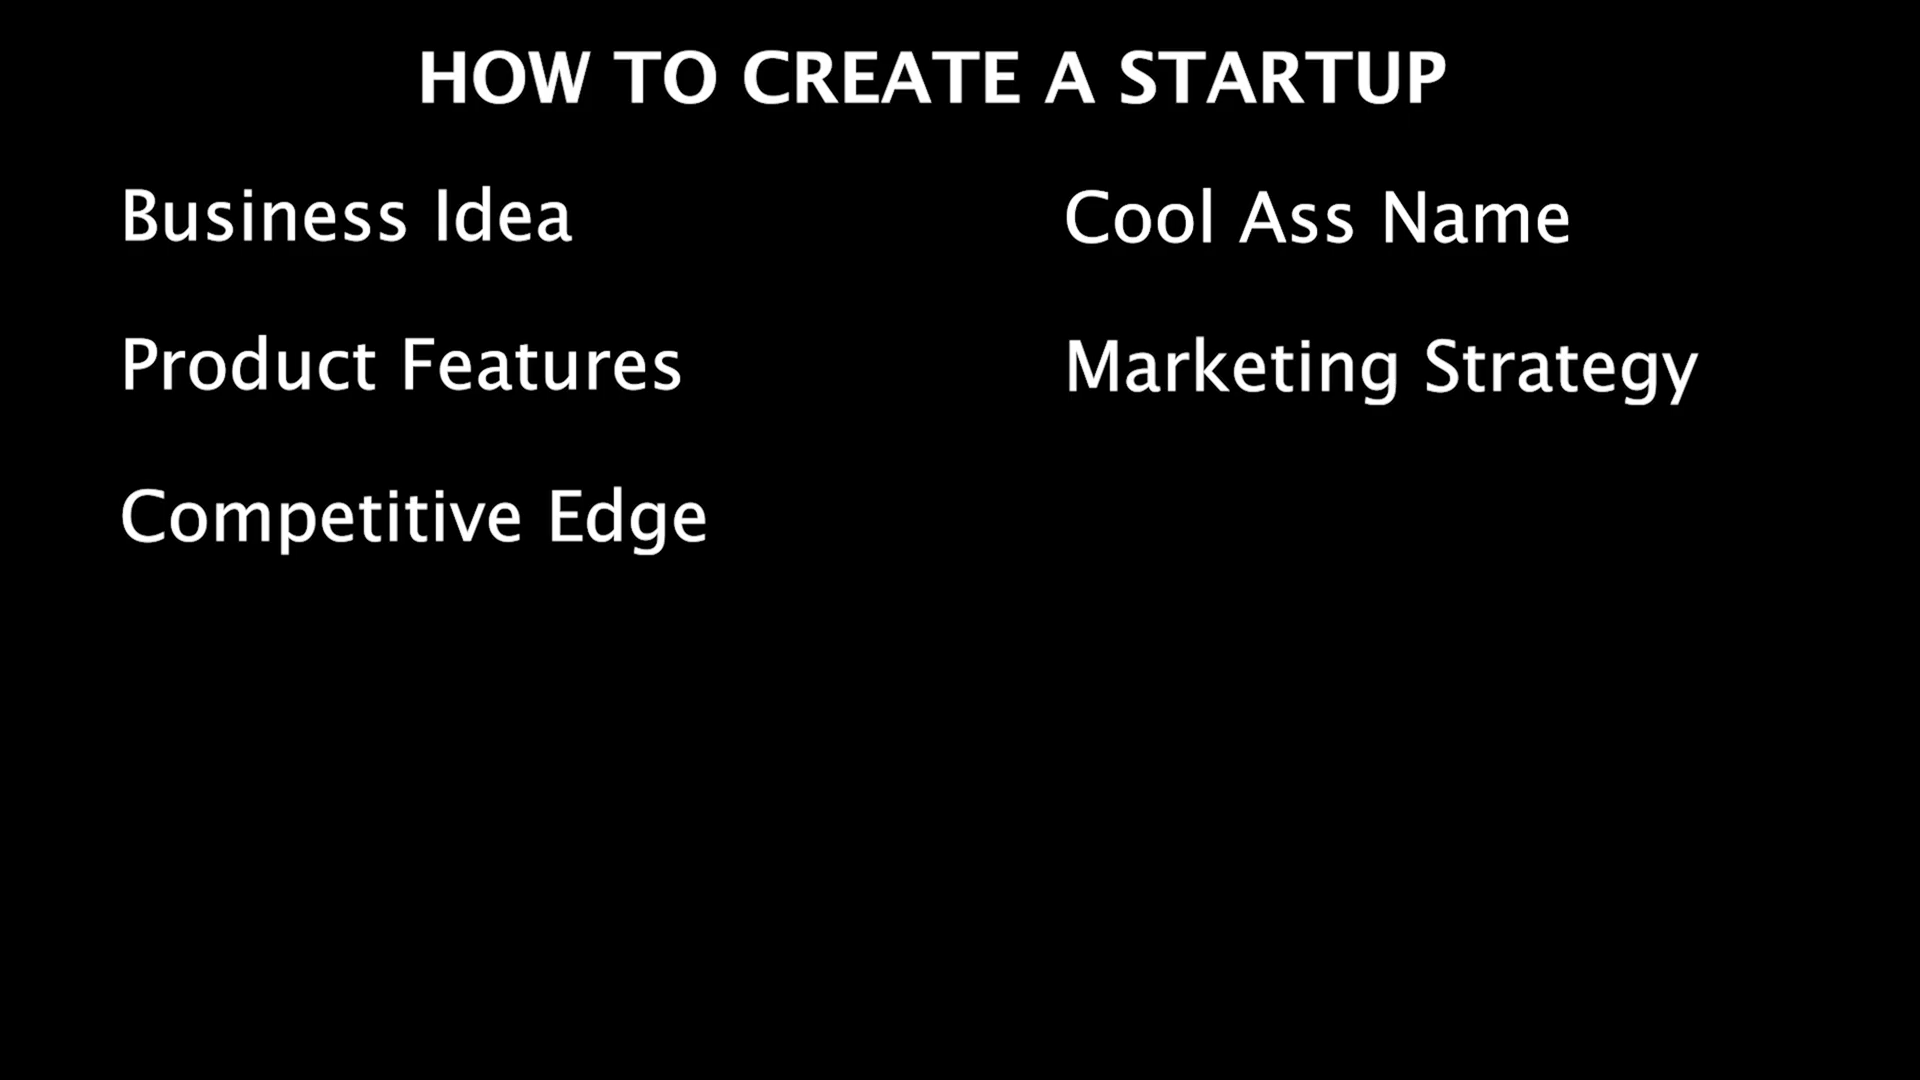 HOW TO CREATE A STARTUP
Business Idea
Product Features
Competitive Edge
Cool Ass Name
Marketing Strategy